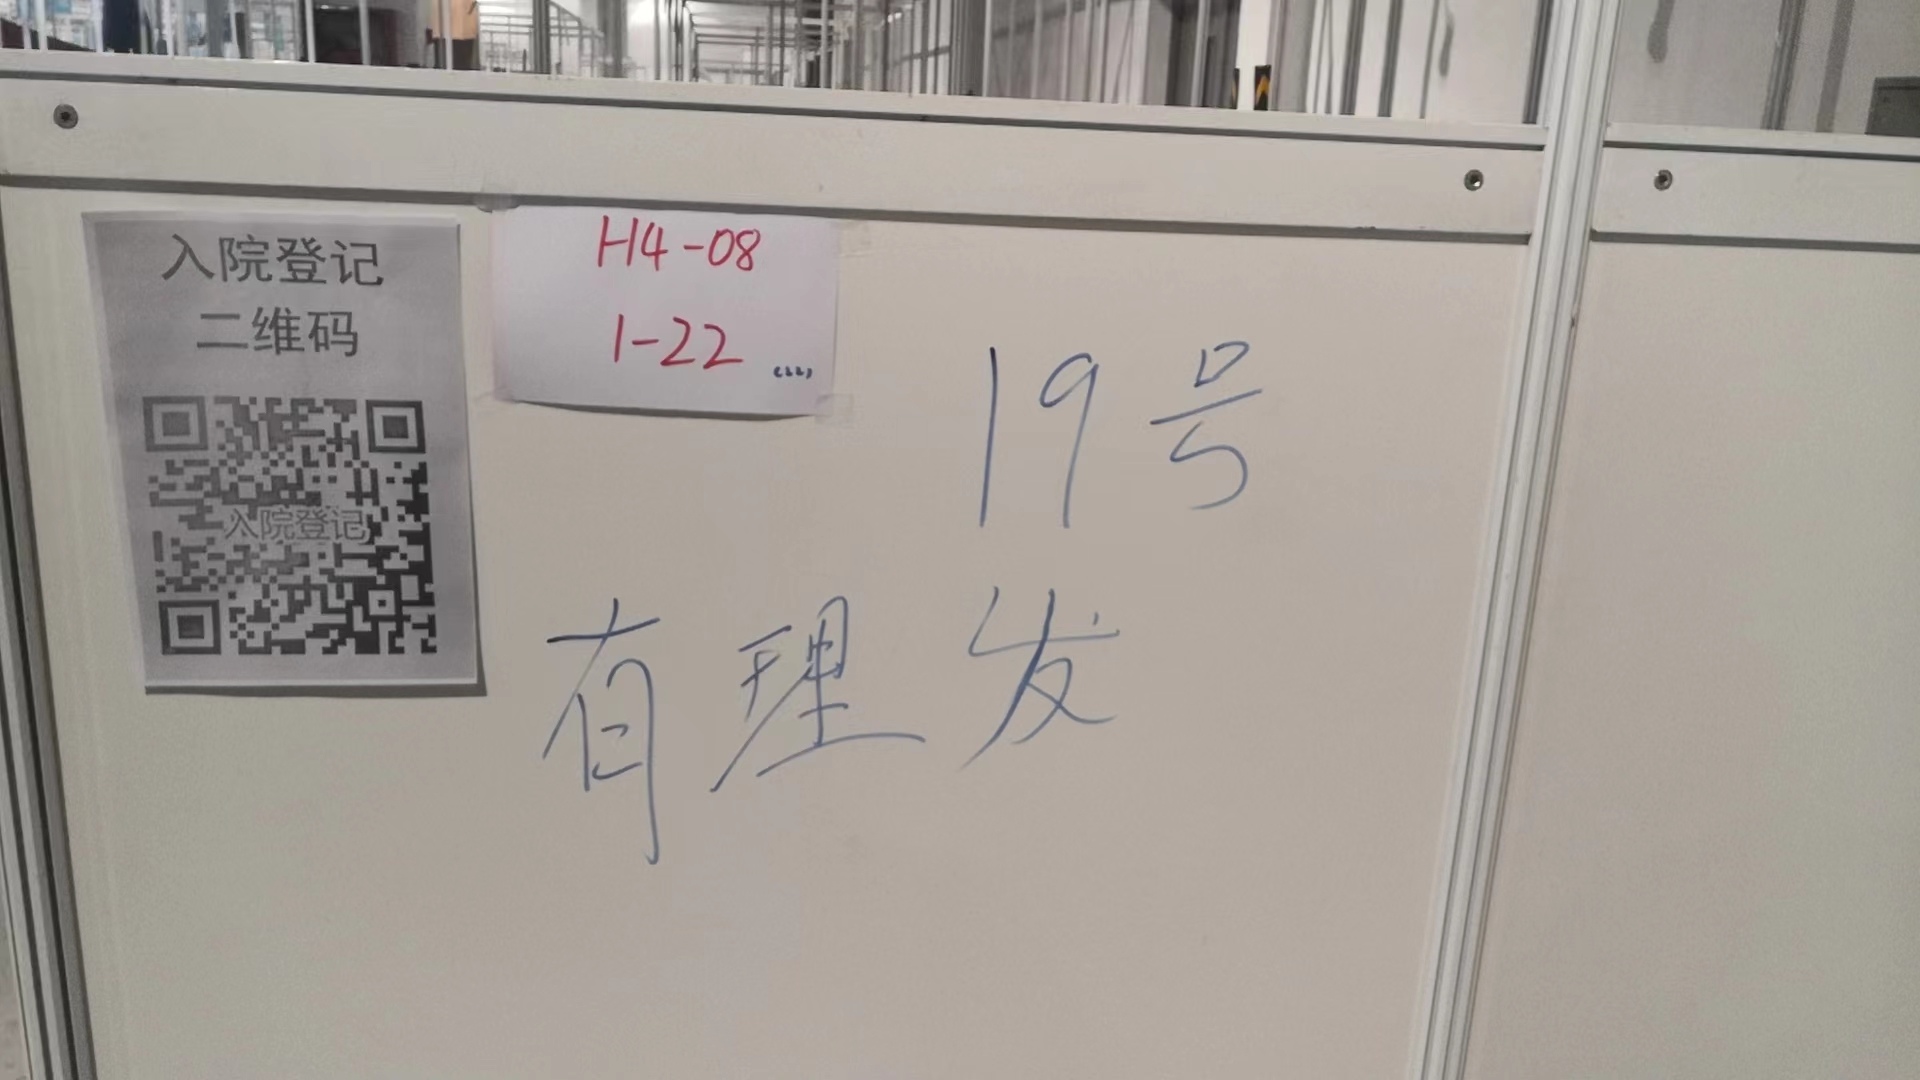 入院登记
二维码
入院登记
H4-08
1-22
19号
有理发